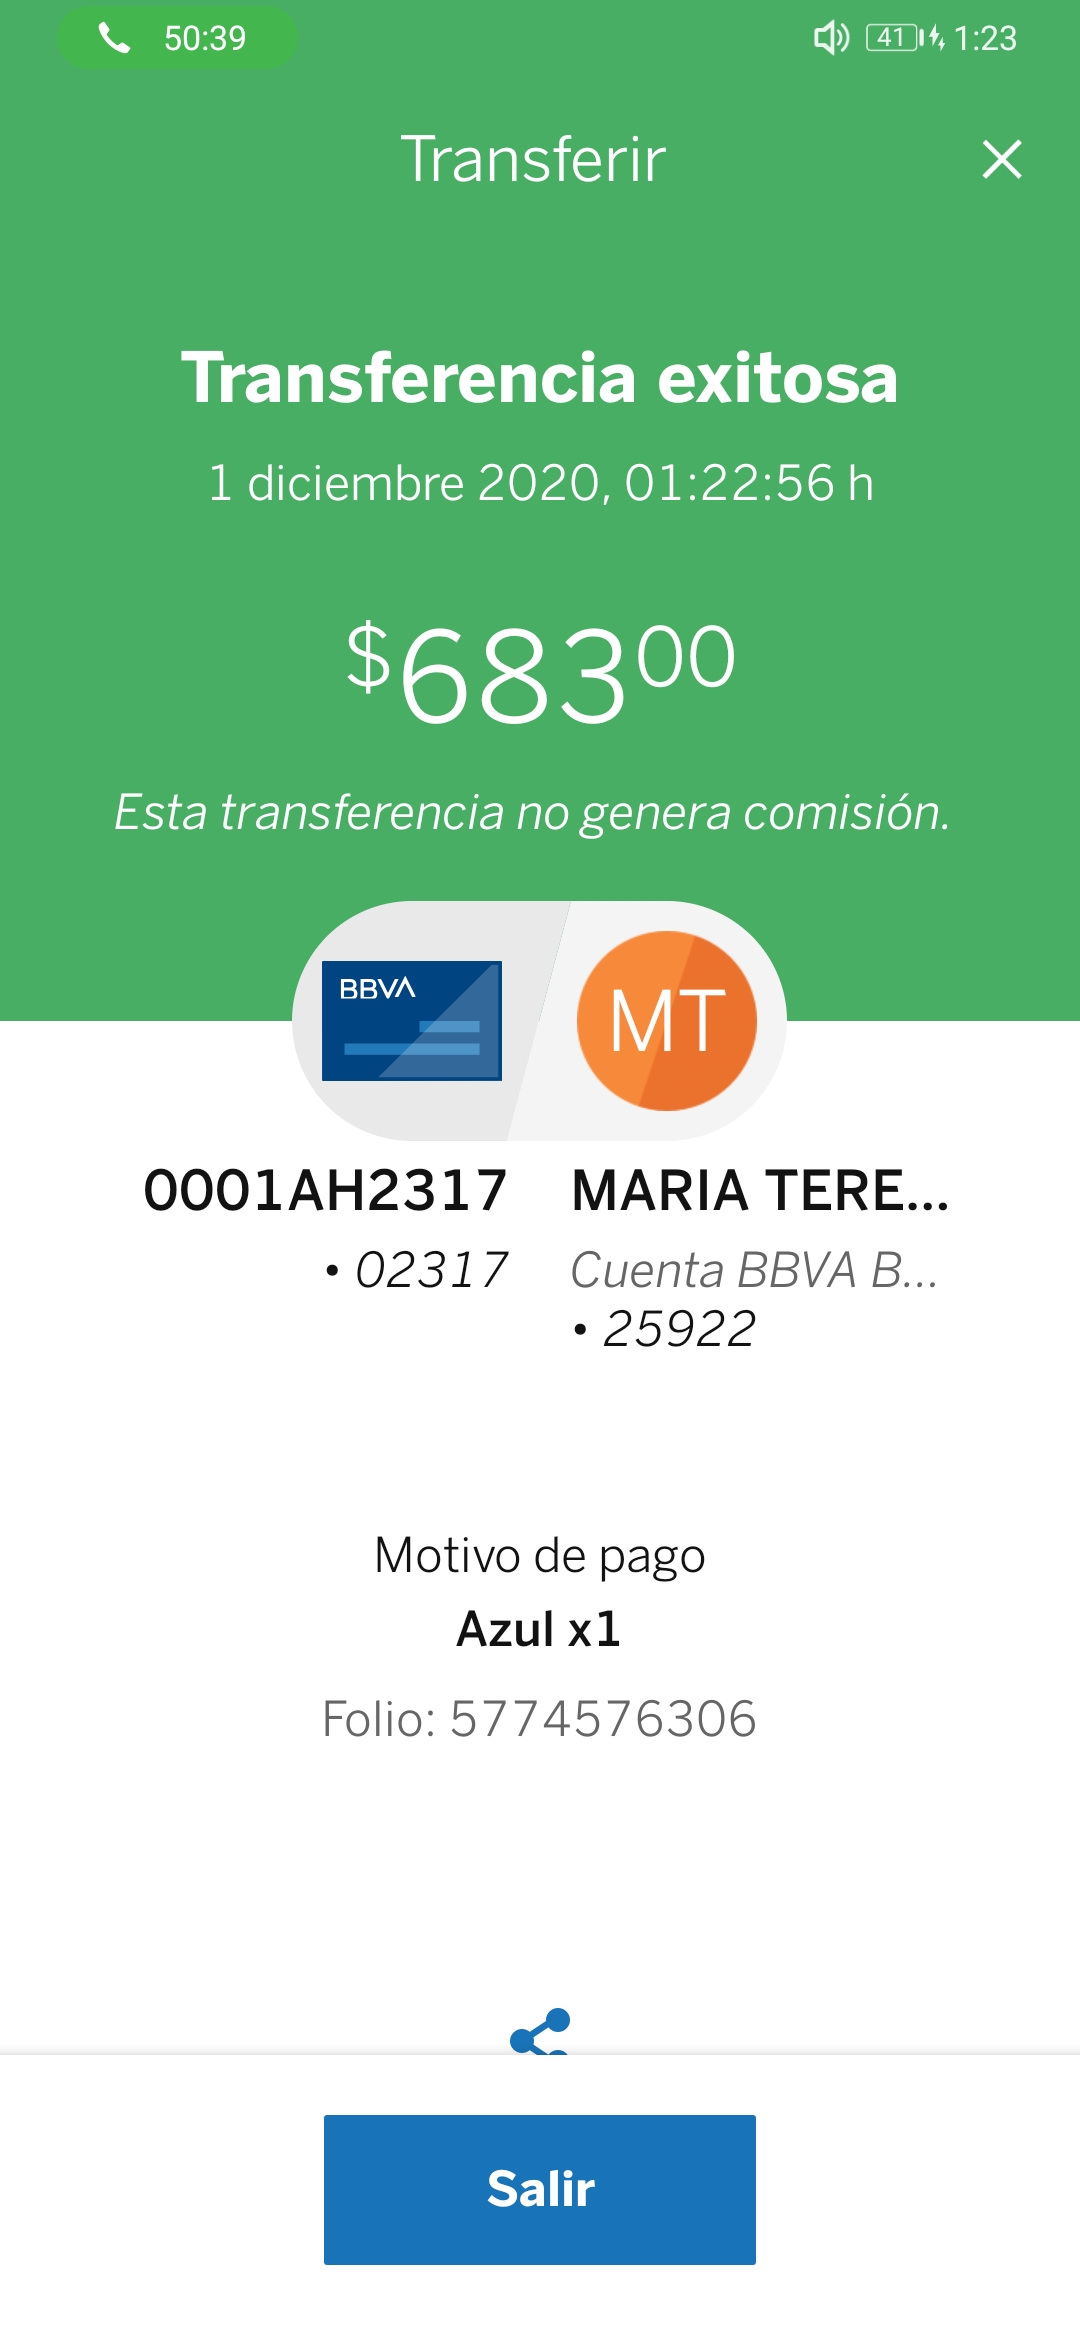 50:39
41 1:23
Transferir
Transferencia exitosa
1 diciembre 2020, 01:22:56 h
$683 00
Esta transferencia no genera comisión.
BBVA
MT
0001AH2317
• 02317
MARIA TERE...
Cuenta BBVA B...
• 25922
Motivo de pago
Azul x1
Folio: 5774576306
Salir